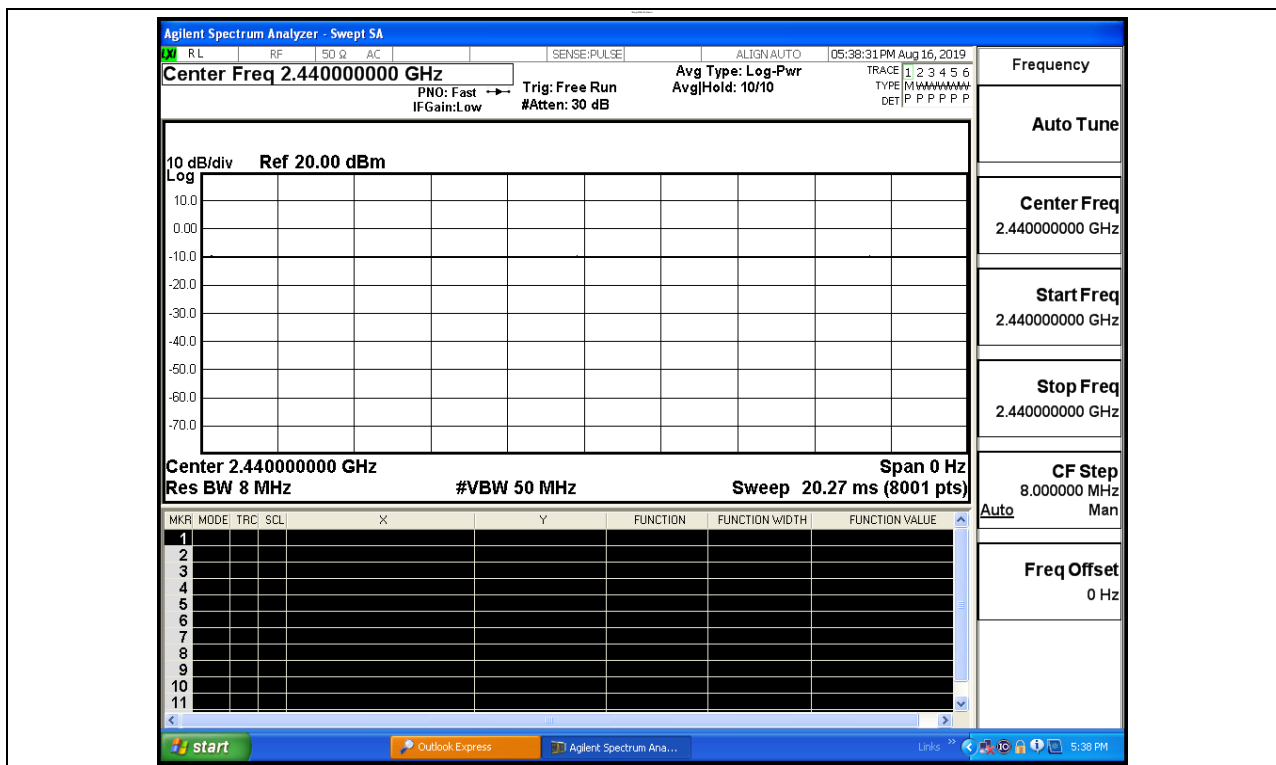 Agilent Spectrum Analyzer - Swept SA
LXI RL RF 50 Ω AC SENSE:PULSE ALIGN AUTO 05:38:31 PM Aug 16, 2019
Center Freq 2.440000000 GHz
PNO: Fast
IFGain:Low
Trig: Free Run
#Atten: 30 dB
Avg Type: Log-Pwr
Avg|Hold: 10/10
TRACE 1 2 3 4 5 6
TYPE M WWWWW
DET P P P P P P
10 dB/div Ref 20.00 dBm
Log
10.0
0.00
-10.0
-20.0
-30.0
-40.0
-50.0
-60.0
-70.0
Center 2.440000000 GHz Span 0 Hz
Res BW 8 MHz #VBW 50 MHz Sweep 20.27 ms (8001 pts)
MKR MODE TRC SCL X Y FUNCTION FUNCTION WIDTH FUNCTION VALUE
1
2
3
4
5
6
7
8
9
10
11
Frequency
Auto Tune
Center Freq
2.440000000 GHz
Start Freq
2.440000000 GHz
Stop Freq
2.440000000 GHz
CF Step
8.000000 MHz
Auto Man
Freq Offset
0 Hz
start Outlook Express Agilent Spectrum Ana... Links 5:38 PM